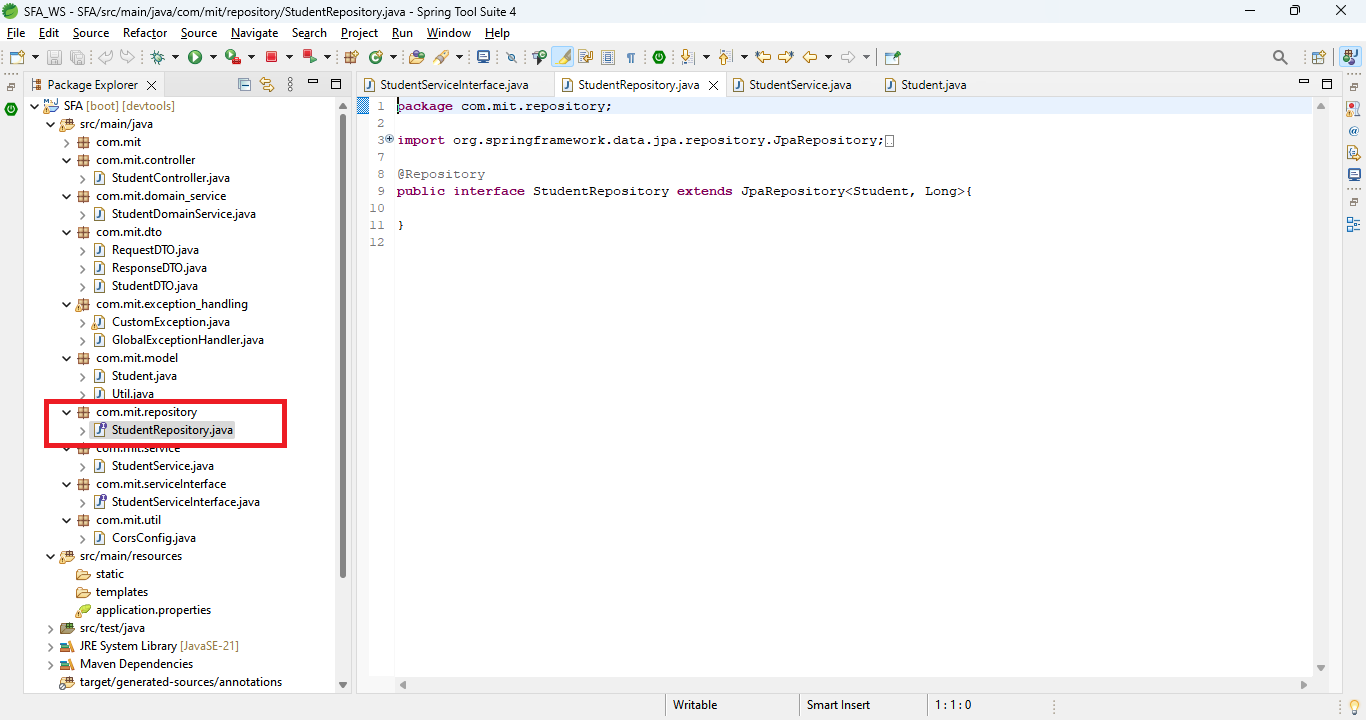 SFA_WS - SFA/src/main/java/com/mit/repository/StudentRepository.java - Spring Tool Suite 4
File Edit Source Refactor Source Navigate Search Project Run Window Help
Package Explorer
SFA [boot] [devtools]
src/main/java
com.mit
com.mit.controller
StudentController.java
com.mit.domain_service
StudentDomainService.java
com.mit.dto
RequestDTO.java
ResponseDTO.java
StudentDTO.java
com.mit.exception_handling
CustomException.java
GlobalExceptionHandler.java
com.mit.model
Student.java
Util.java
com.mit.repository
StudentRepository.java
com.mit.service
StudentService.java
com.mit.serviceInterface
StudentServiceInterface.java
com.mit.util
CorsConfig.java
src/main/resources
static
templates
application.properties
src/test/java
JRE System Library [JavaSE-21]
Maven Dependencies
target/generated-sources/annotations
StudentServiceInterface.java StudentRepository.java StudentService.java Student.java
1 package com.mit.repository;
2
3 import org.springframework.data.jpa.repository.JpaRepository;
7
8 @Repository
9 public interface StudentRepository extends JpaRepository<Student, Long>{
10
11 }
12
Writable Smart Insert 1 : 1 : 0